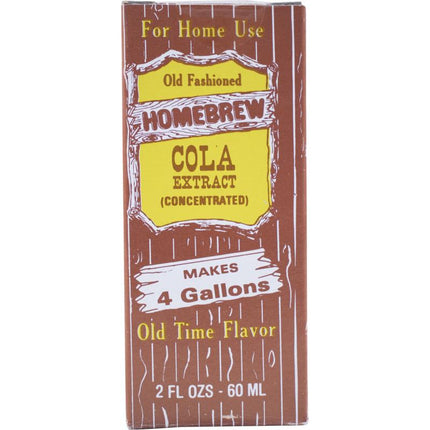 For Home Use
Old Fashioned
HOMEBREW
COLA
EXTRACT
(CONCENTRATED)
MAKES
4 Gallons
Old Time Flavor
2 FL OZS - 60 ML